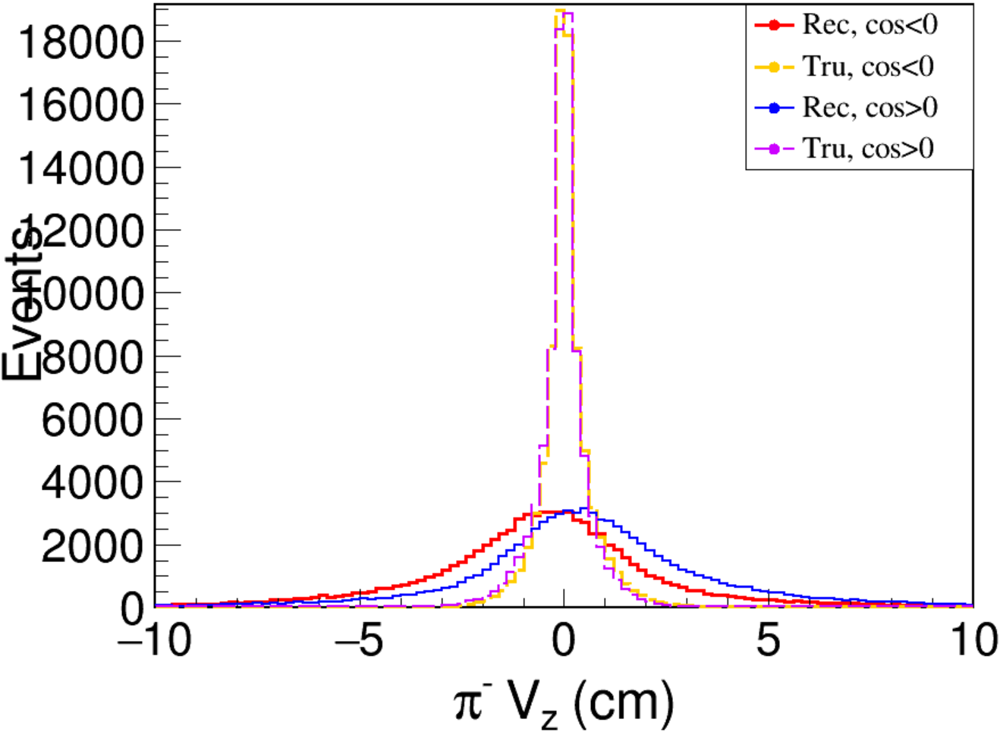 18000
16000
14000
12000
10000
8000
6000
4000
2000
0
Events
−10 −5 0 5 10
π⁻ V_z (cm)
Rec, cos<0
Tru, cos<0
Rec, cos>0
Tru, cos>0